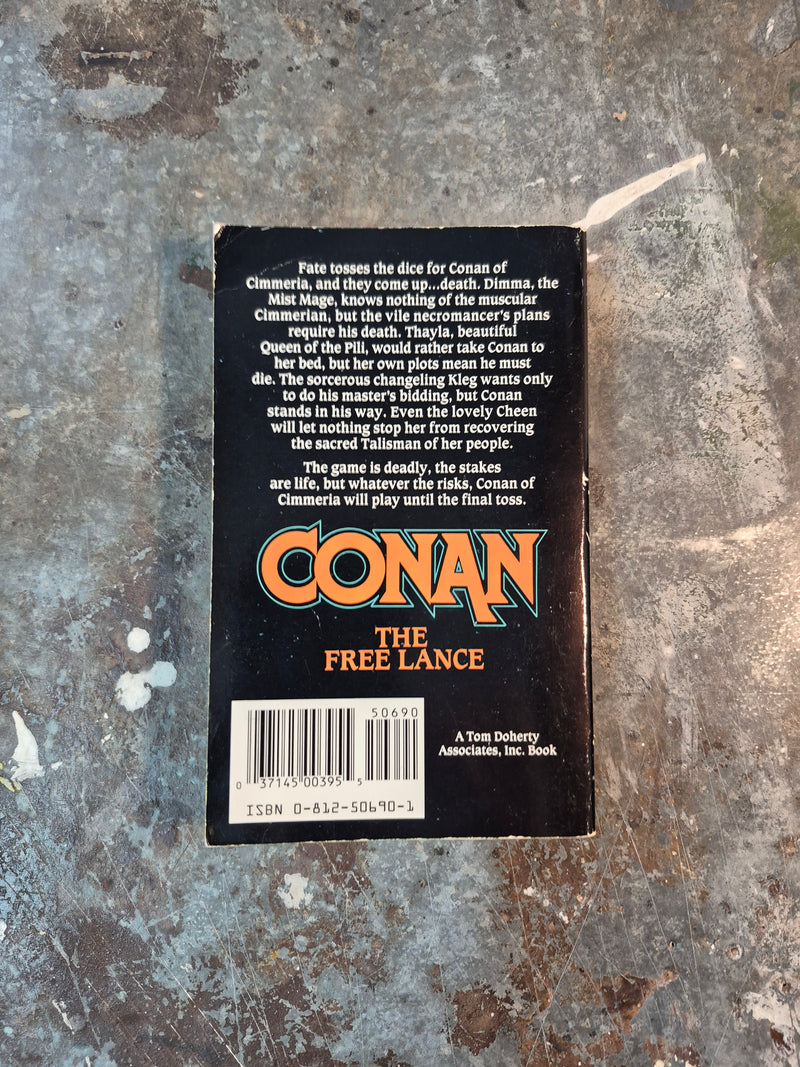 Fate tosses the dice for Conan of
Cimmeria, and they come up...death. Dimma, the
Mist Mage, knows nothing of the muscular
Cimmerian, but the vile necromancer's plans
require his death. Thayla, beautiful
Queen of the Pili, would rather take Conan to
her bed, but her own plots mean he must
die. The sorcerous changeling Kleg wants only
to do his master's bidding, but Conan
stands in his way. Even the lovely Cheen
will let nothing stop her from recovering
the sacred Talisman of her people.
The game is deadly, the stakes
are life, but whatever the risks, Conan of
Cimmeria will play until the final toss.
CONAN
THE
FREE LANCE
50690
0 37145 00395 5
ISBN 0-812-50690-1
A Tom Doherty
Associates, Inc. Book